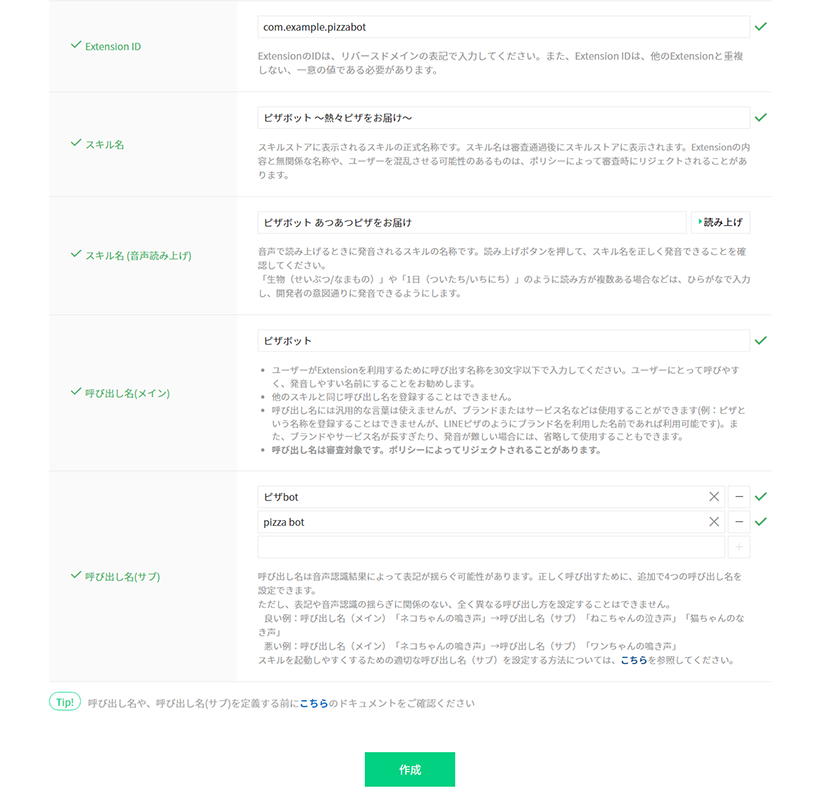 Extension ID
com.example.pizzabot
ExtensionのIDは、リバースドメインの表記で入力してください。また、Extension IDは、他のExtensionと重複
しない、一意の値である必要があります。
スキル名
ピザボット ～熱々ピザをお届け～
スキルストアに表示されるスキルの正式名称です。スキル名は審査通過後にスキルストアに表示されます。Extensionの内
容と無関係な名称や、ユーザーを混乱させる可能性のあるものは、ポリシーによって審査時にリジェクトされることがあ
ります。
スキル名 (音声読み上げ)
ピザボット あつあつピザをお届け
読み上げ
音声で読み上げるときに発音されるスキルの名称です。読み上げボタンを押して、スキル名を正しく発音できることを確
認してください。
「生物（せいぶつ/なまもの）」や「1日（ついたち/いちにち）」のように読み方が複数ある場合などは、ひらがなで入力
し、開発者の意図通りに発音できるようにします。
呼び出し名(メイン)
ピザボット
• ユーザーがExtensionを利用するために呼び出す名称を30文字以下で入力してください。ユーザーにとって呼びやす
く、発音しやすい名前にすることをお勧めします。
• 他のスキルと同じ呼び出し名を登録することはできません。
• 呼び出し名には汎用的な言葉は使えませんが、ブランドまたはサービス名などは使用することができます(例：ピザと
いう名称を登録することはできませんが、LINEピザのようにブランド名を利用した名前であれば利用可能です)。ま
た、ブランドやサービス名が長すぎたり、発音が難しい場合には、省略して使用することもできます。
• 呼び出し名は審査対象です。ポリシーによってリジェクトされることがあります。
呼び出し名(サブ)
ピザbot
pizza bot
呼び出し名は音声認識結果によって表記が揺らぐ可能性があります。正しく呼び出すために、追加で4つの呼び出し名を
設定できます。
ただし、表記や音声認識の揺らぎに関係のない、全く異なる呼び出し方を設定することはできません。
良い例：呼び出し名（メイン）「ネコちゃんの鳴き声」→呼び出し名（サブ）「ねこちゃんの泣き声」「猫ちゃんのな
き声」
悪い例：呼び出し名（メイン）「ネコちゃんの鳴き声」→呼び出し名（サブ）「ワンちゃんの鳴き声」
スキルを起動しやすくするための適切な呼び出し名（サブ）を設定する方法については、こちらを参照してください。
Tip! 呼び出し名や、呼び出し名(サブ)を定義する前にこちらのドキュメントをご確認ください
作成